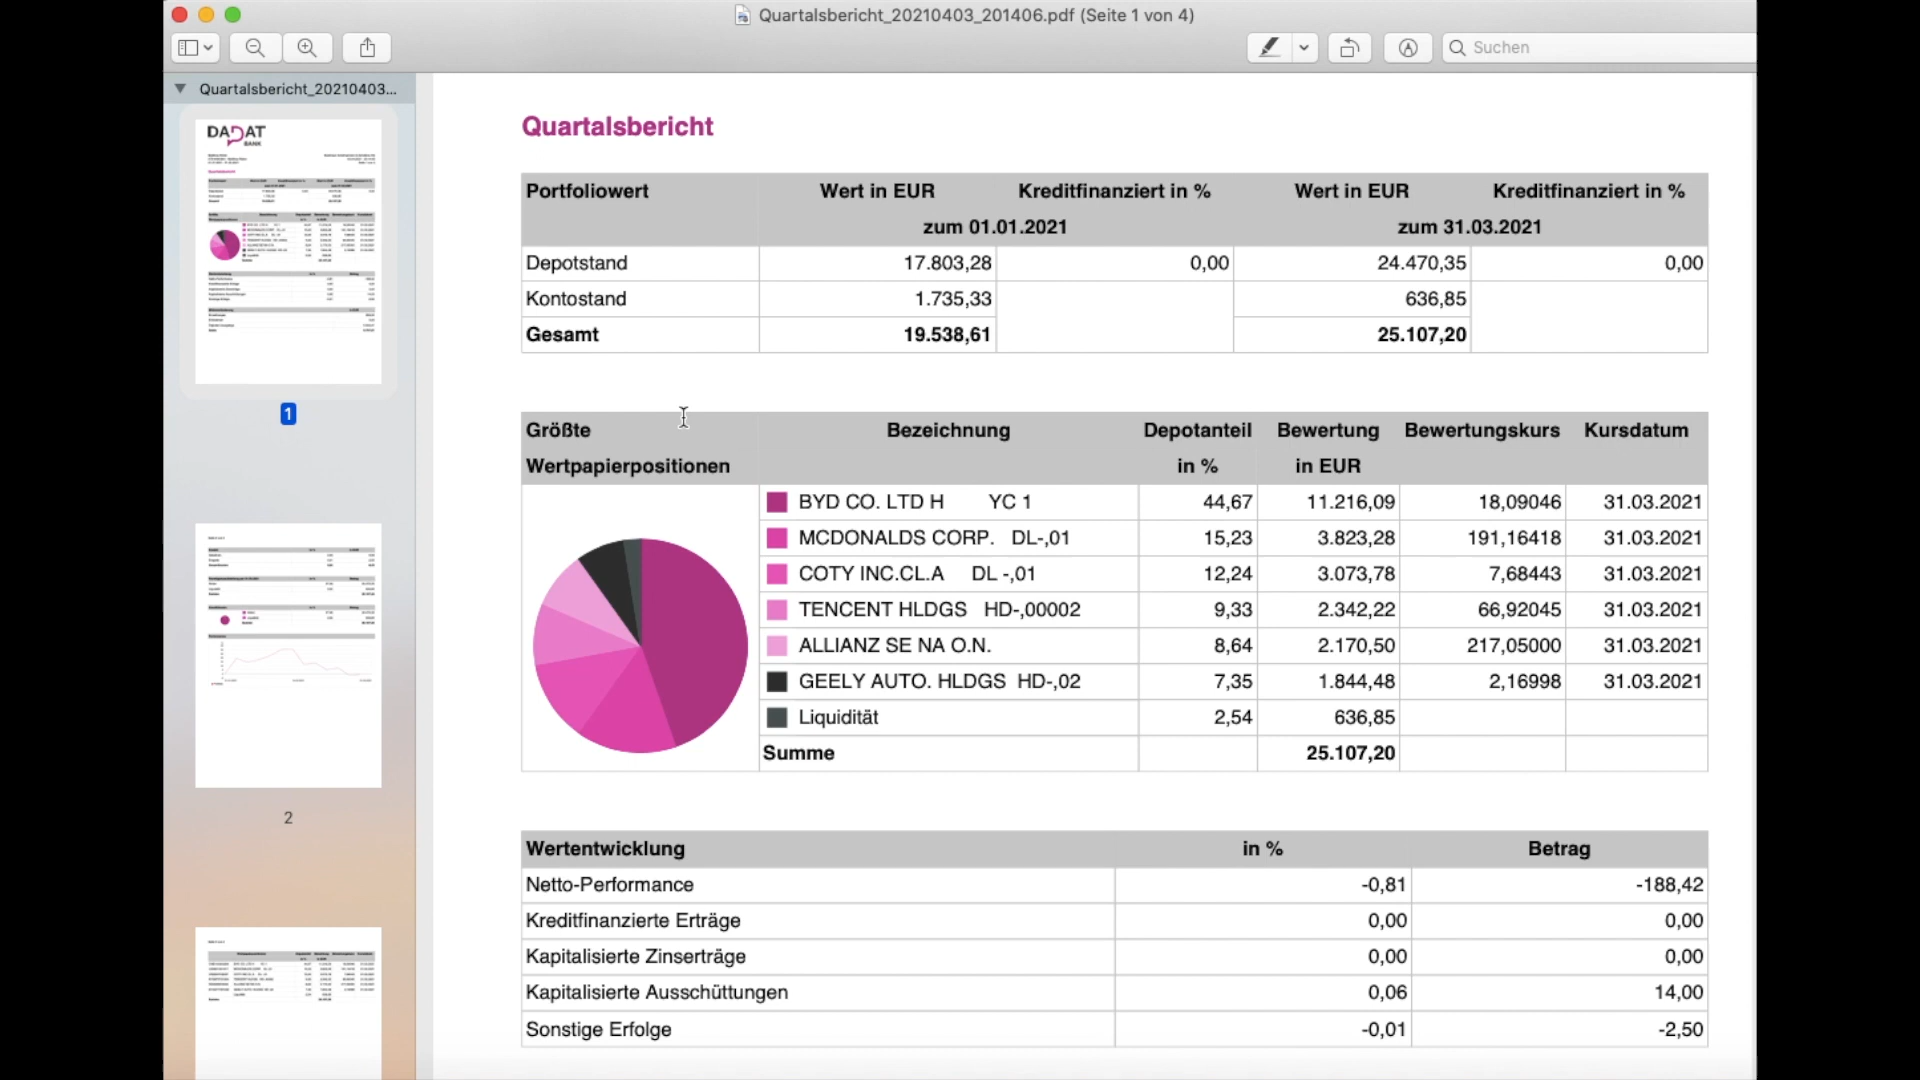 Quartalsbericht_20210403_201406.pdf (Seite 1 von 4)
Suchen
Quartalsbericht_20210403...
DADAT
BANK
1
2
Quartalsbericht
Portfoliowert Wert in EUR Kreditfinanziert in % Wert in EUR Kreditfinanziert in %
zum 01.01.2021 zum 31.03.2021
Depotstand 17.803,28 0,00 24.470,35 0,00
Kontostand 1.735,33 636,85
Gesamt 19.538,61 25.107,20
Größte Bezeichnung Depotanteil Bewertung Bewertungskurs Kursdatum
Wertpapierpositionen in % in EUR
BYD CO. LTD H YC 1 44,67 11.216,09 18,09046 31.03.2021
MCDONALDS CORP. DL-,01 15,23 3.823,28 191,16418 31.03.2021
COTY INC.CL.A DL -,01 12,24 3.073,78 7,68443 31.03.2021
TENCENT HLDGS HD-,00002 9,33 2.342,22 66,92045 31.03.2021
ALLIANZ SE NA O.N. 8,64 2.170,50 217,05000 31.03.2021
GEELY AUTO. HLDGS HD-,02 7,35 1.844,48 2,16998 31.03.2021
Liquidität 2,54 636,85
Summe 25.107,20
Wertentwicklung in % Betrag
Netto-Performance -0,81 -188,42
Kreditfinanzierte Erträge 0,00 0,00
Kapitalisierte Zinserträge 0,00 0,00
Kapitalisierte Ausschüttungen 0,06 14,00
Sonstige Erfolge -0,01 -2,50